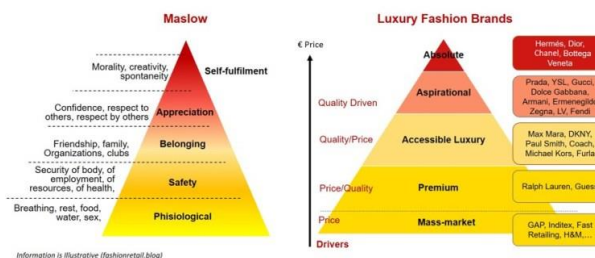 Maslow
Morality, creativity,
spontaneity
Self-fulfilment
Confidence, respect to
others, respect by others
Appreciation
Friendship, family,
Organizations, clubs
Belonging
Security of body, of
employment, of
resources, of health,
Safety
Breathing, rest, food,
water, sex,
Phisiological
Information is illustrative (fashionretail.blog)
Luxury Fashion Brands
€ Price
Absolute
Hermés, Dior,
Chanel, Bottega
Veneta
Quality Driven
Aspirational
Prada, YSL, Gucci,
Dolce Gabbana,
Armani, Ermenegildo
Zegna, LV, Fendi
Quality/Price
Accessible Luxury
Max Mara, DKNY,
Paul Smith, Coach,
Michael Kors, Furla
Price/Quality
Premium
Ralph Lauren, Guess
Price
Mass-market
GAP, Inditex, Fast
Retailing, H&M,...
Drivers